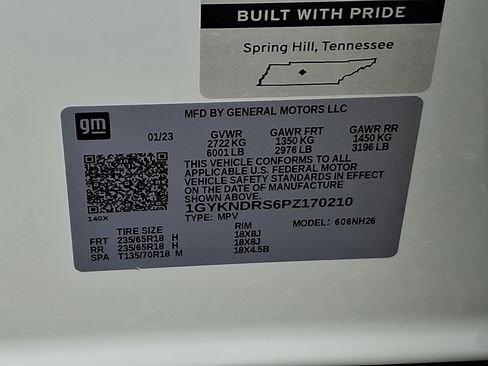 BUILT WITH PRIDE
Spring Hill, Tennessee
gm
MFD BY GENERAL MOTORS LLC
01/23 GVWR GAWR FRT GAWR RR
2722 KG 1350 KG 1450 KG
6001 LB 2976 LB 3196 LB
THIS VEHICLE CONFORMS TO ALL
APPLICABLE U.S. FEDERAL MOTOR
VEHICLE SAFETY STANDARDS IN
EFFECT ON THE DATE OF MANUFACTURE
SHOWN ABOVE.
1GYKNDRS6PZ170210
140X
TYPE: MPV MODEL: 606NH26
TIRE SIZE RIM
FRT 235/65R18 H 18X8J
RR 235/65R18 H 18X8J
SPA T135/70R18 M 18X4.5B